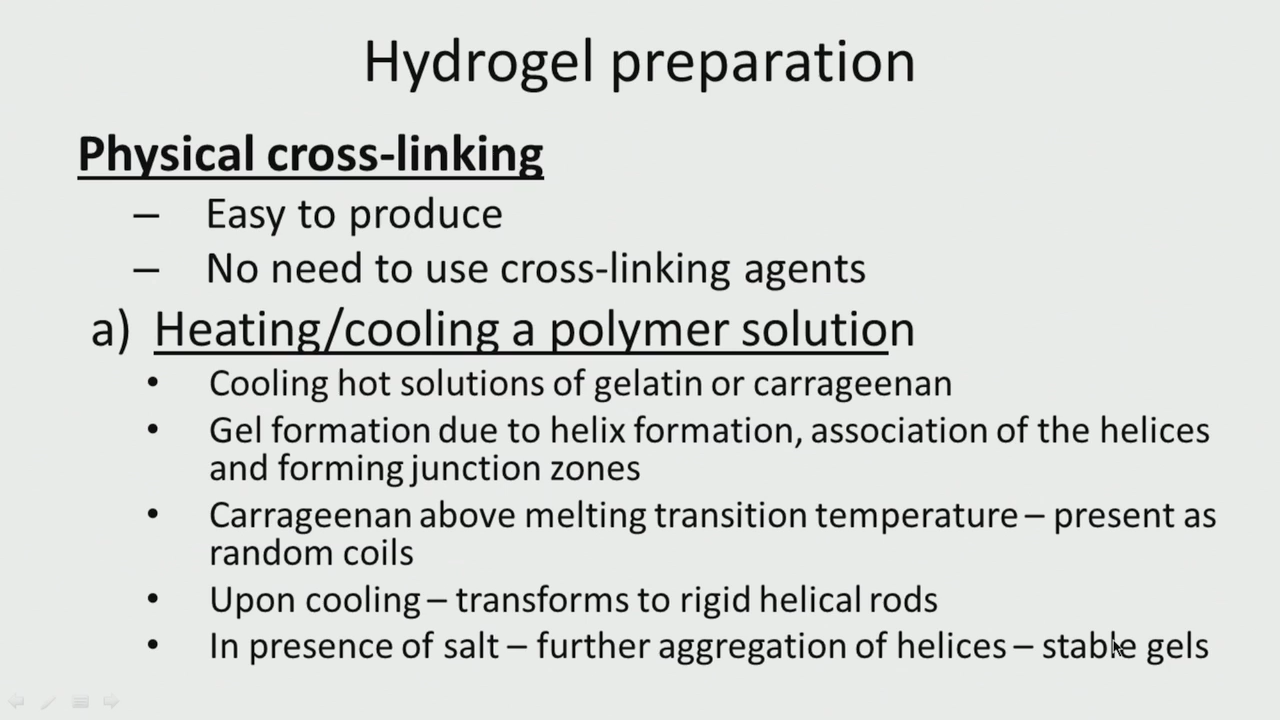 Hydrogel preparation
Physical cross-linking
– Easy to produce
– No need to use cross-linking agents
a) Heating/cooling a polymer solution
• Cooling hot solutions of gelatin or carrageenan
• Gel formation due to helix formation, association of the helices
and forming junction zones
• Carrageenan above melting transition temperature – present as
random coils
• Upon cooling – transforms to rigid helical rods
• In presence of salt – further aggregation of helices – stable gels